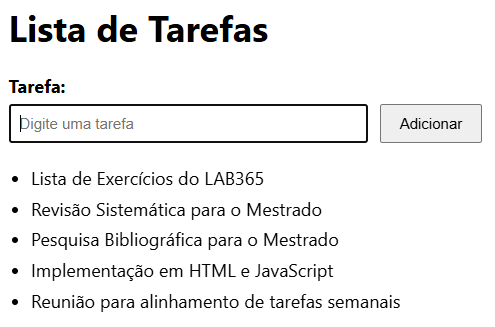 Lista de Tarefas
Tarefa:
Digite uma tarefa
Adicionar
Lista de Exercícios do LAB365
Revisão Sistemática para o Mestrado
Pesquisa Bibliográfica para o Mestrado
Implementação em HTML e JavaScript
Reunião para alinhamento de tarefas semanais